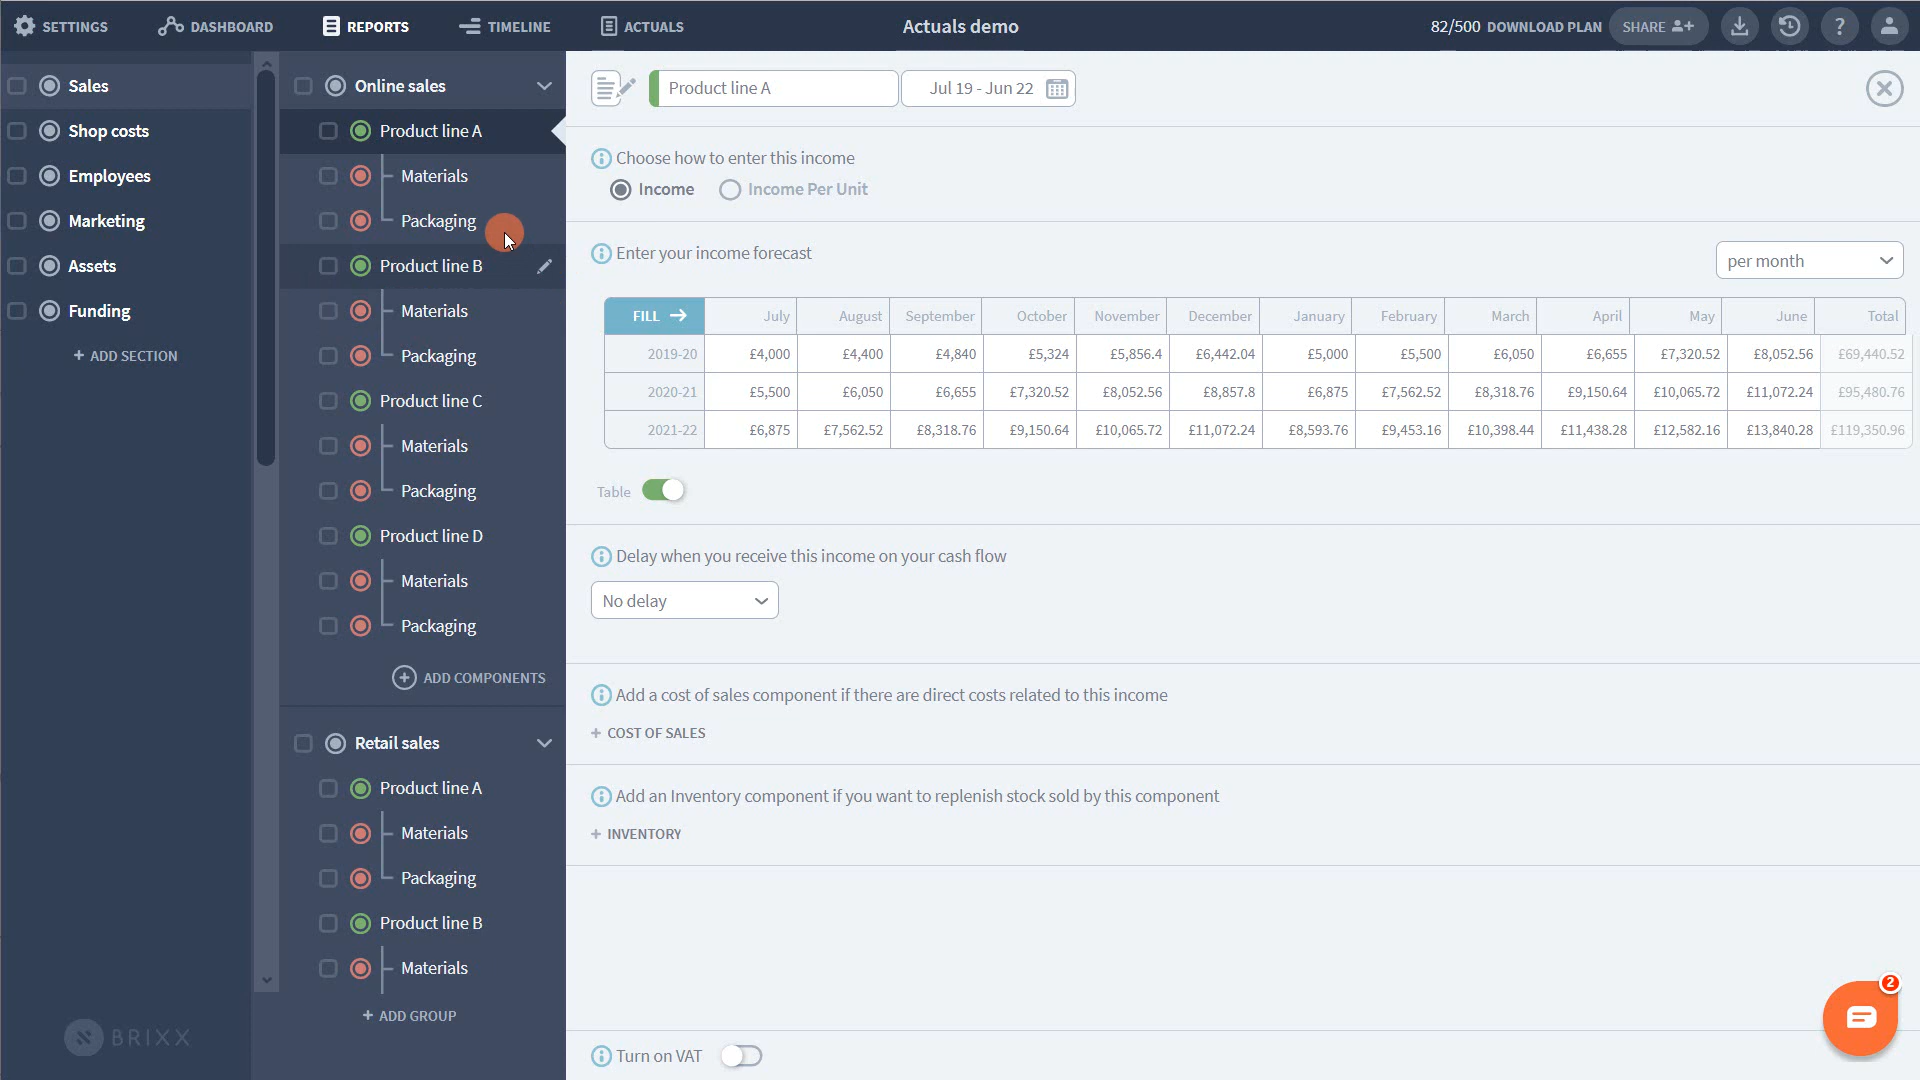 SETTINGS DASHBOARD REPORTS TIMELINE ACTUALS Actuals demo 82/500 DOWNLOAD PLAN SHARE ?
Sales
Shop costs
Employees
Marketing
Assets
Funding
+ ADD SECTION
BRIXX
Online sales
Product line A
Materials
Packaging
Product line B
Materials
Packaging
Product line C
Materials
Packaging
Product line D
Materials
Packaging
ADD COMPONENTS
Retail sales
Product line A
Materials
Packaging
Product line B
Materials
+ ADD GROUP
Product line A Jul 19 - Jun 22
Choose how to enter this income
Income Income Per Unit
Enter your income forecast
per month
FILL → July August September October November December January February March April May June Total
2019-20 £4,000 £4,400 £4,840 £5,324 £5,856.4 £6,442.04 £5,000 £5,500 £6,050 £6,655 £7,320.52 £8,052.56 £69,440.52
2020-21 £5,500 £6,050 £6,655 £7,320.52 £8,052.56 £8,857.8 £6,875 £7,562.52 £8,318.76 £9,150.64 £10,065.72 £11,072.24 £95,480.76
2021-22 £6,875 £7,562.52 £8,318.76 £9,150.64 £10,065.72 £11,072.24 £8,593.76 £9,453.16 £10,398.44 £11,438.28 £12,582.16 £13,840.28 £119,350.96
Table
Delay when you receive this income on your cash flow
No delay
Add a cost of sales component if there are direct costs related to this income
+ COST OF SALES
Add an Inventory component if you want to replenish stock sold by this component
+ INVENTORY
2
Turn on VAT